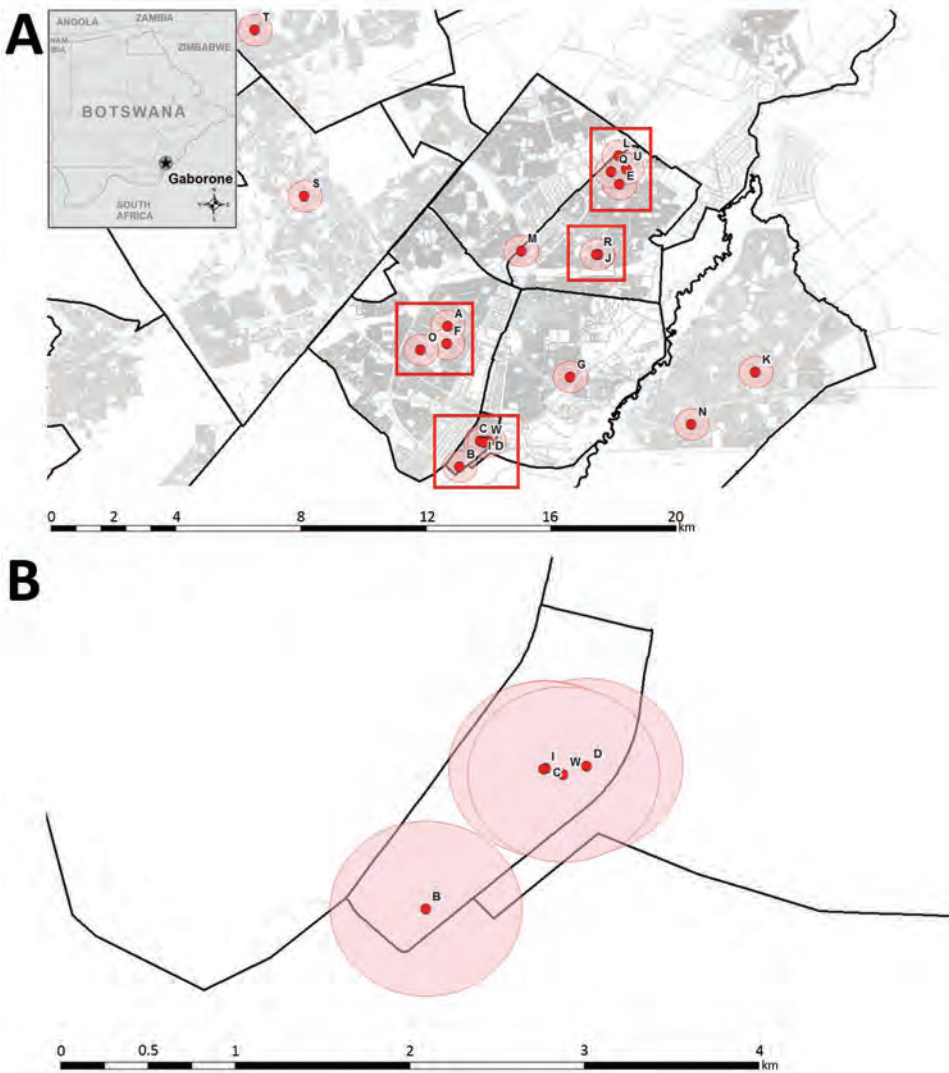 A
ANGOLA
ZAMBIA
NAM
IBIA
ZIMBABWE
BOTSWANA
Gaborone
SOUTH
AFRICA
N
W
E
S
T
S
L
U
Q
E
M
R
J
A
O
F
G
K
N
C
W
I
D
B
0 2 4 8 12 16 20
km
B
I
D
C
W
B
0 0.5 1 2 3 4
km